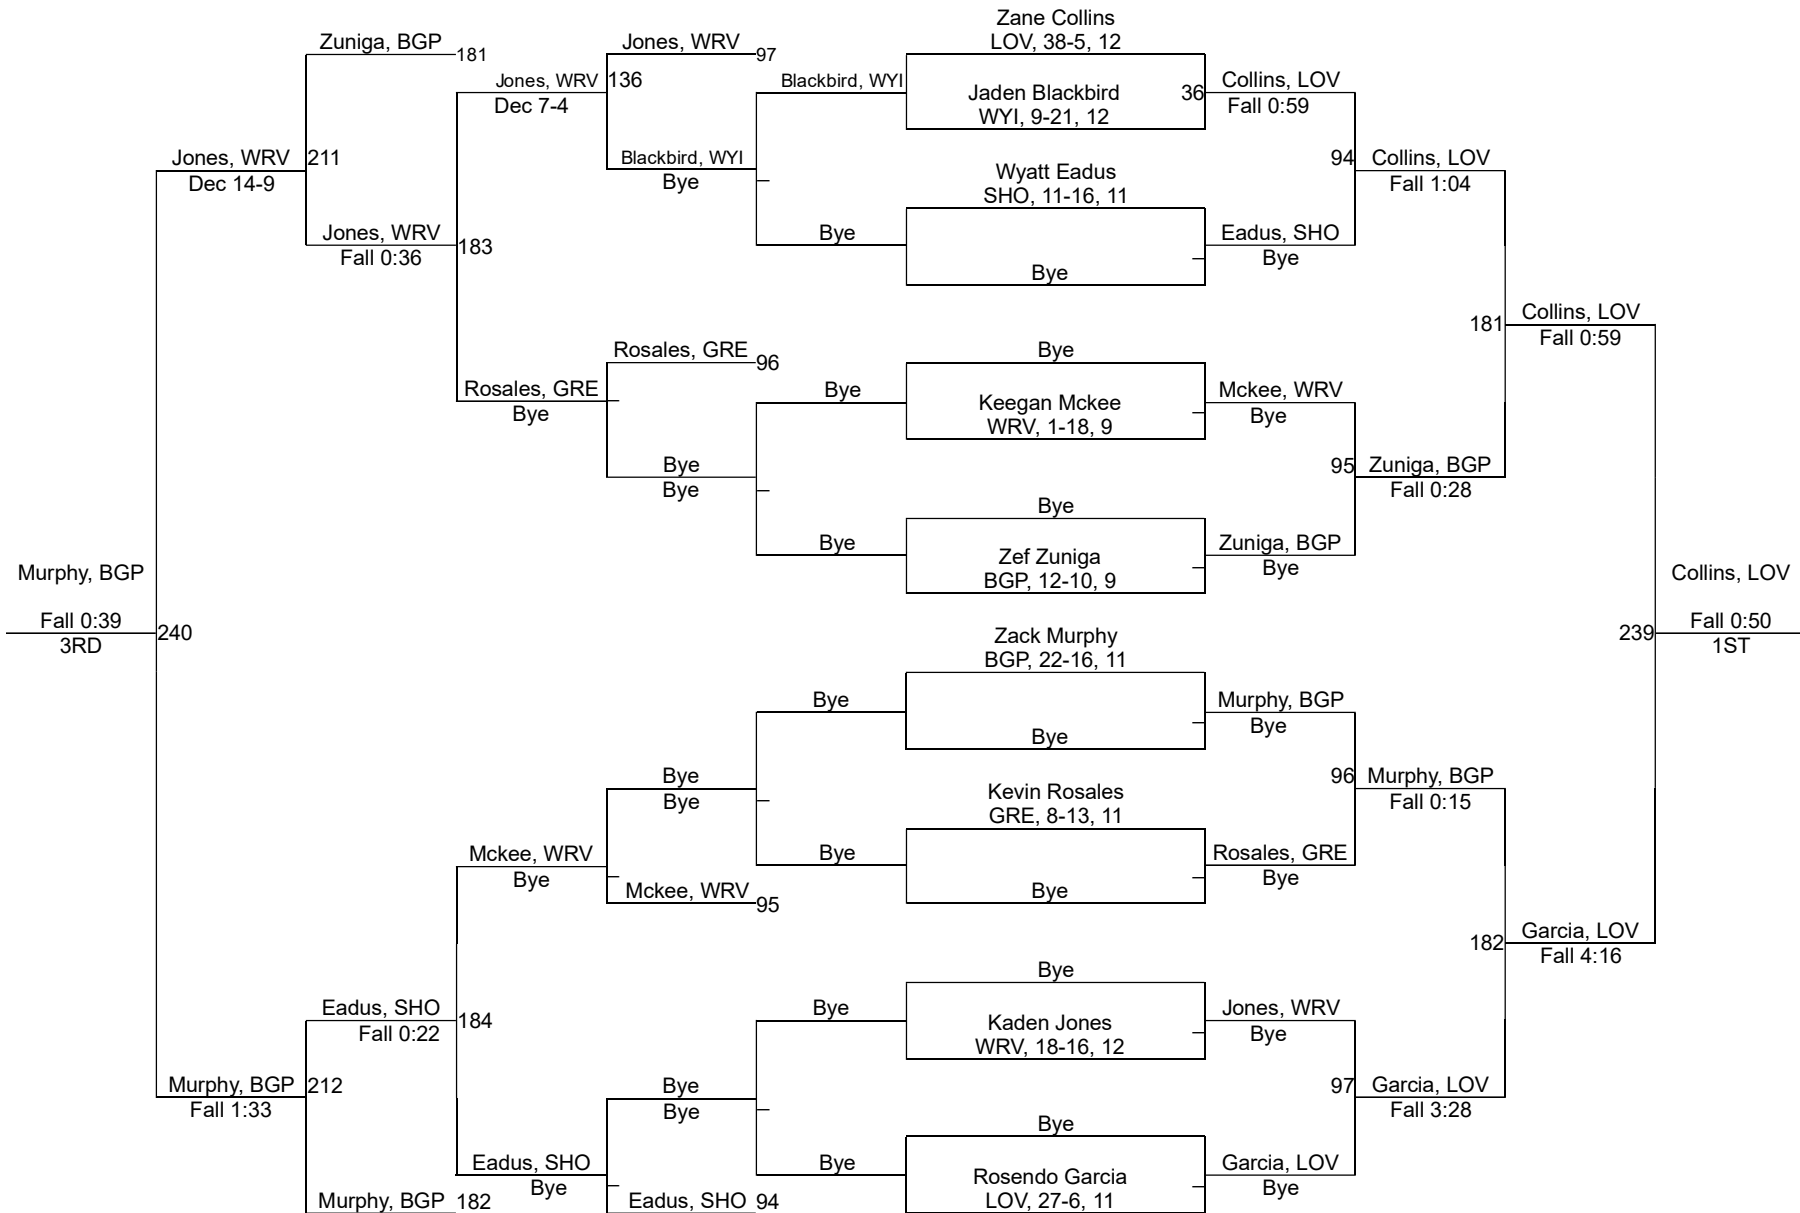 Zane Collins
LOV, 38-5, 12
Zuniga, BGP
181
Jones, WRV
97
Jones, WRV
136
Dec 7-4
Blackbird, WYI
Jaden Blackbird
WYI, 9-21, 12
36
Collins, LOV
Fall 0:59
Jones, WRV
211
Dec 14-9
Blackbird, WYI
Bye
Wyatt Eadus
SHO, 11-16, 11
94
Collins, LOV
Fall 1:04
Jones, WRV
Fall 0:36
183
Bye
Bye
Eadus, SHO
Bye
181
Collins, LOV
Fall 0:59
Rosales, GRE
96
Bye
Rosales, GRE
Bye
Bye
Keegan Mckee
WRV, 1-18, 9
Mckee, WRV
Bye
Bye
Bye
95
Zuniga, BGP
Fall 0:28
Bye
Bye
Zef Zuniga
BGP, 12-10, 9
Zuniga, BGP
Bye
Murphy, BGP
Fall 0:39
3RD
240
Collins, LOV
239
Fall 0:50
1ST
Zack Murphy
BGP, 22-16, 11
Bye
Bye
Murphy, BGP
Bye
Bye
Bye
Kevin Rosales
GRE, 8-13, 11
96
Murphy, BGP
Fall 0:15
Mckee, WRV
Bye
Bye
Bye
Rosales, GRE
Bye
Mckee, WRV
95
182
Garcia, LOV
Fall 4:16
Bye
Eadus, SHO
Fall 0:22
184
Bye
Kaden Jones
WRV, 18-16, 12
Jones, WRV
Bye
Murphy, BGP
Fall 1:33
212
Bye
Bye
97
Garcia, LOV
Fall 3:28
Bye
Eadus, SHO
Bye
Bye
Rosendo Garcia
LOV, 27-6, 11
Garcia, LOV
Bye
Murphy, BGP
182
Eadus, SHO
94